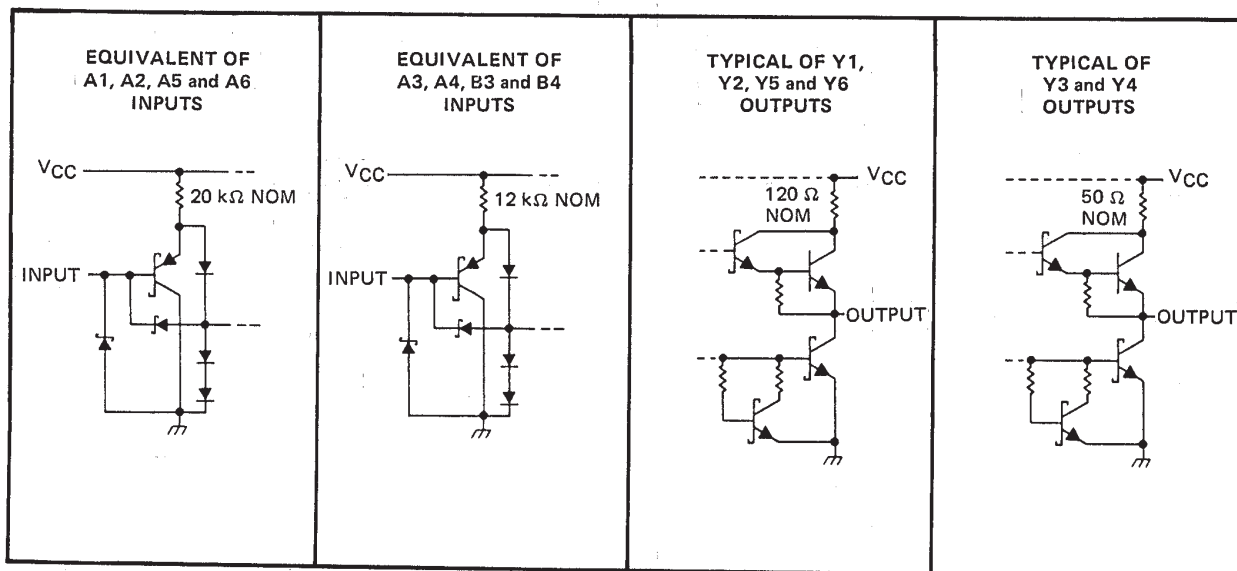 EQUIVALENT OF
A1, A2, A5 and A6
INPUTS
VCC
20 kΩ NOM
INPUT
EQUIVALENT OF
A3, A4, B3 and B4
INPUTS
VCC
12 kΩ NOM
INPUT
TYPICAL OF Y1,
Y2, Y5 and Y6
OUTPUTS
VCC
120 Ω
NOM
OUTPUT
TYPICAL OF
Y3 and Y4
OUTPUTS
VCC
50 Ω
NOM
OUTPUT